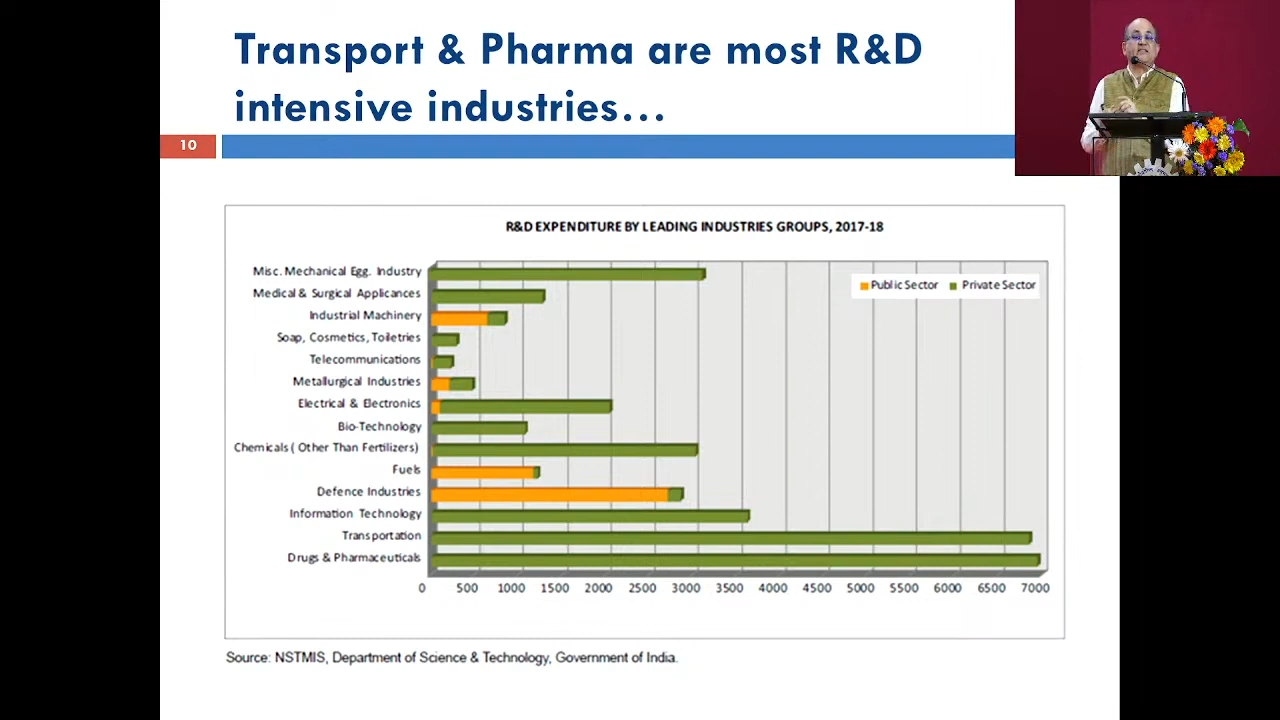 Transport & Pharma are most R&D
intensive industries...
10
R&D EXPENDITURE BY LEADING INDUSTRIES GROUPS, 2017-18
Public Sector
Private Sector
Misc. Mechanical Egg. Industry
Medical & Surgical Applicances
Industrial Machinery
Soap, Cosmetics, Toiletries
Telecommunications
Metallurgical Industries
Electrical & Electronics
Bio-Technology
Chemicals ( Other Than Fertilizers)
Fuels
Defence Industries
Information Technology
Transportation
Drugs & Pharmaceuticals
0 500 1000 1500 2000 2500 3000 3500 4000 4500 5000 5500 6000 6500 7000
Source: NSTMIS, Department of Science & Technology, Government of India.